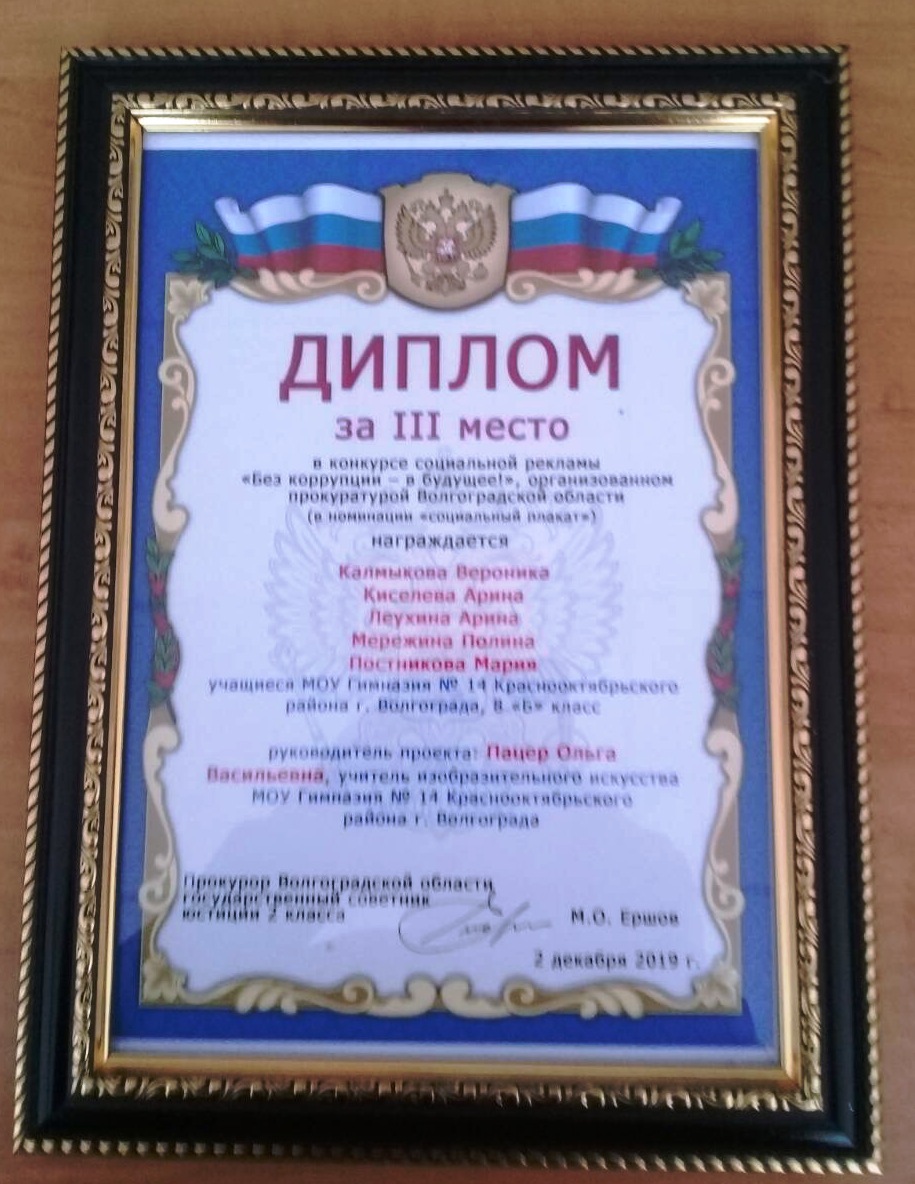 ДИПЛОМ
за III место
в конкурсе социальной рекламы
«Без коррупции – в будущее!», организованном
прокуратурой Волгоградской области
(в номинации «социальный плакат»)
награждается
Калмыкова Вероника
Киселева Арина
Леухина Арина
Мережина Полина
Постникова Мария
учащиеся МОУ Гимназия № 14 Краснооктябрьского
района г. Волгограда, 8 «Б» класс
руководитель проекта: Пацер Ольга
Васильевна, учитель изобразительного искусства
МОУ Гимназия № 14 Краснооктябрьского
района г. Волгограда
Прокурор Волгоградской области
государственный советник
юстиции 2 класса
М.О. Ершов
2 декабря 2019 г.